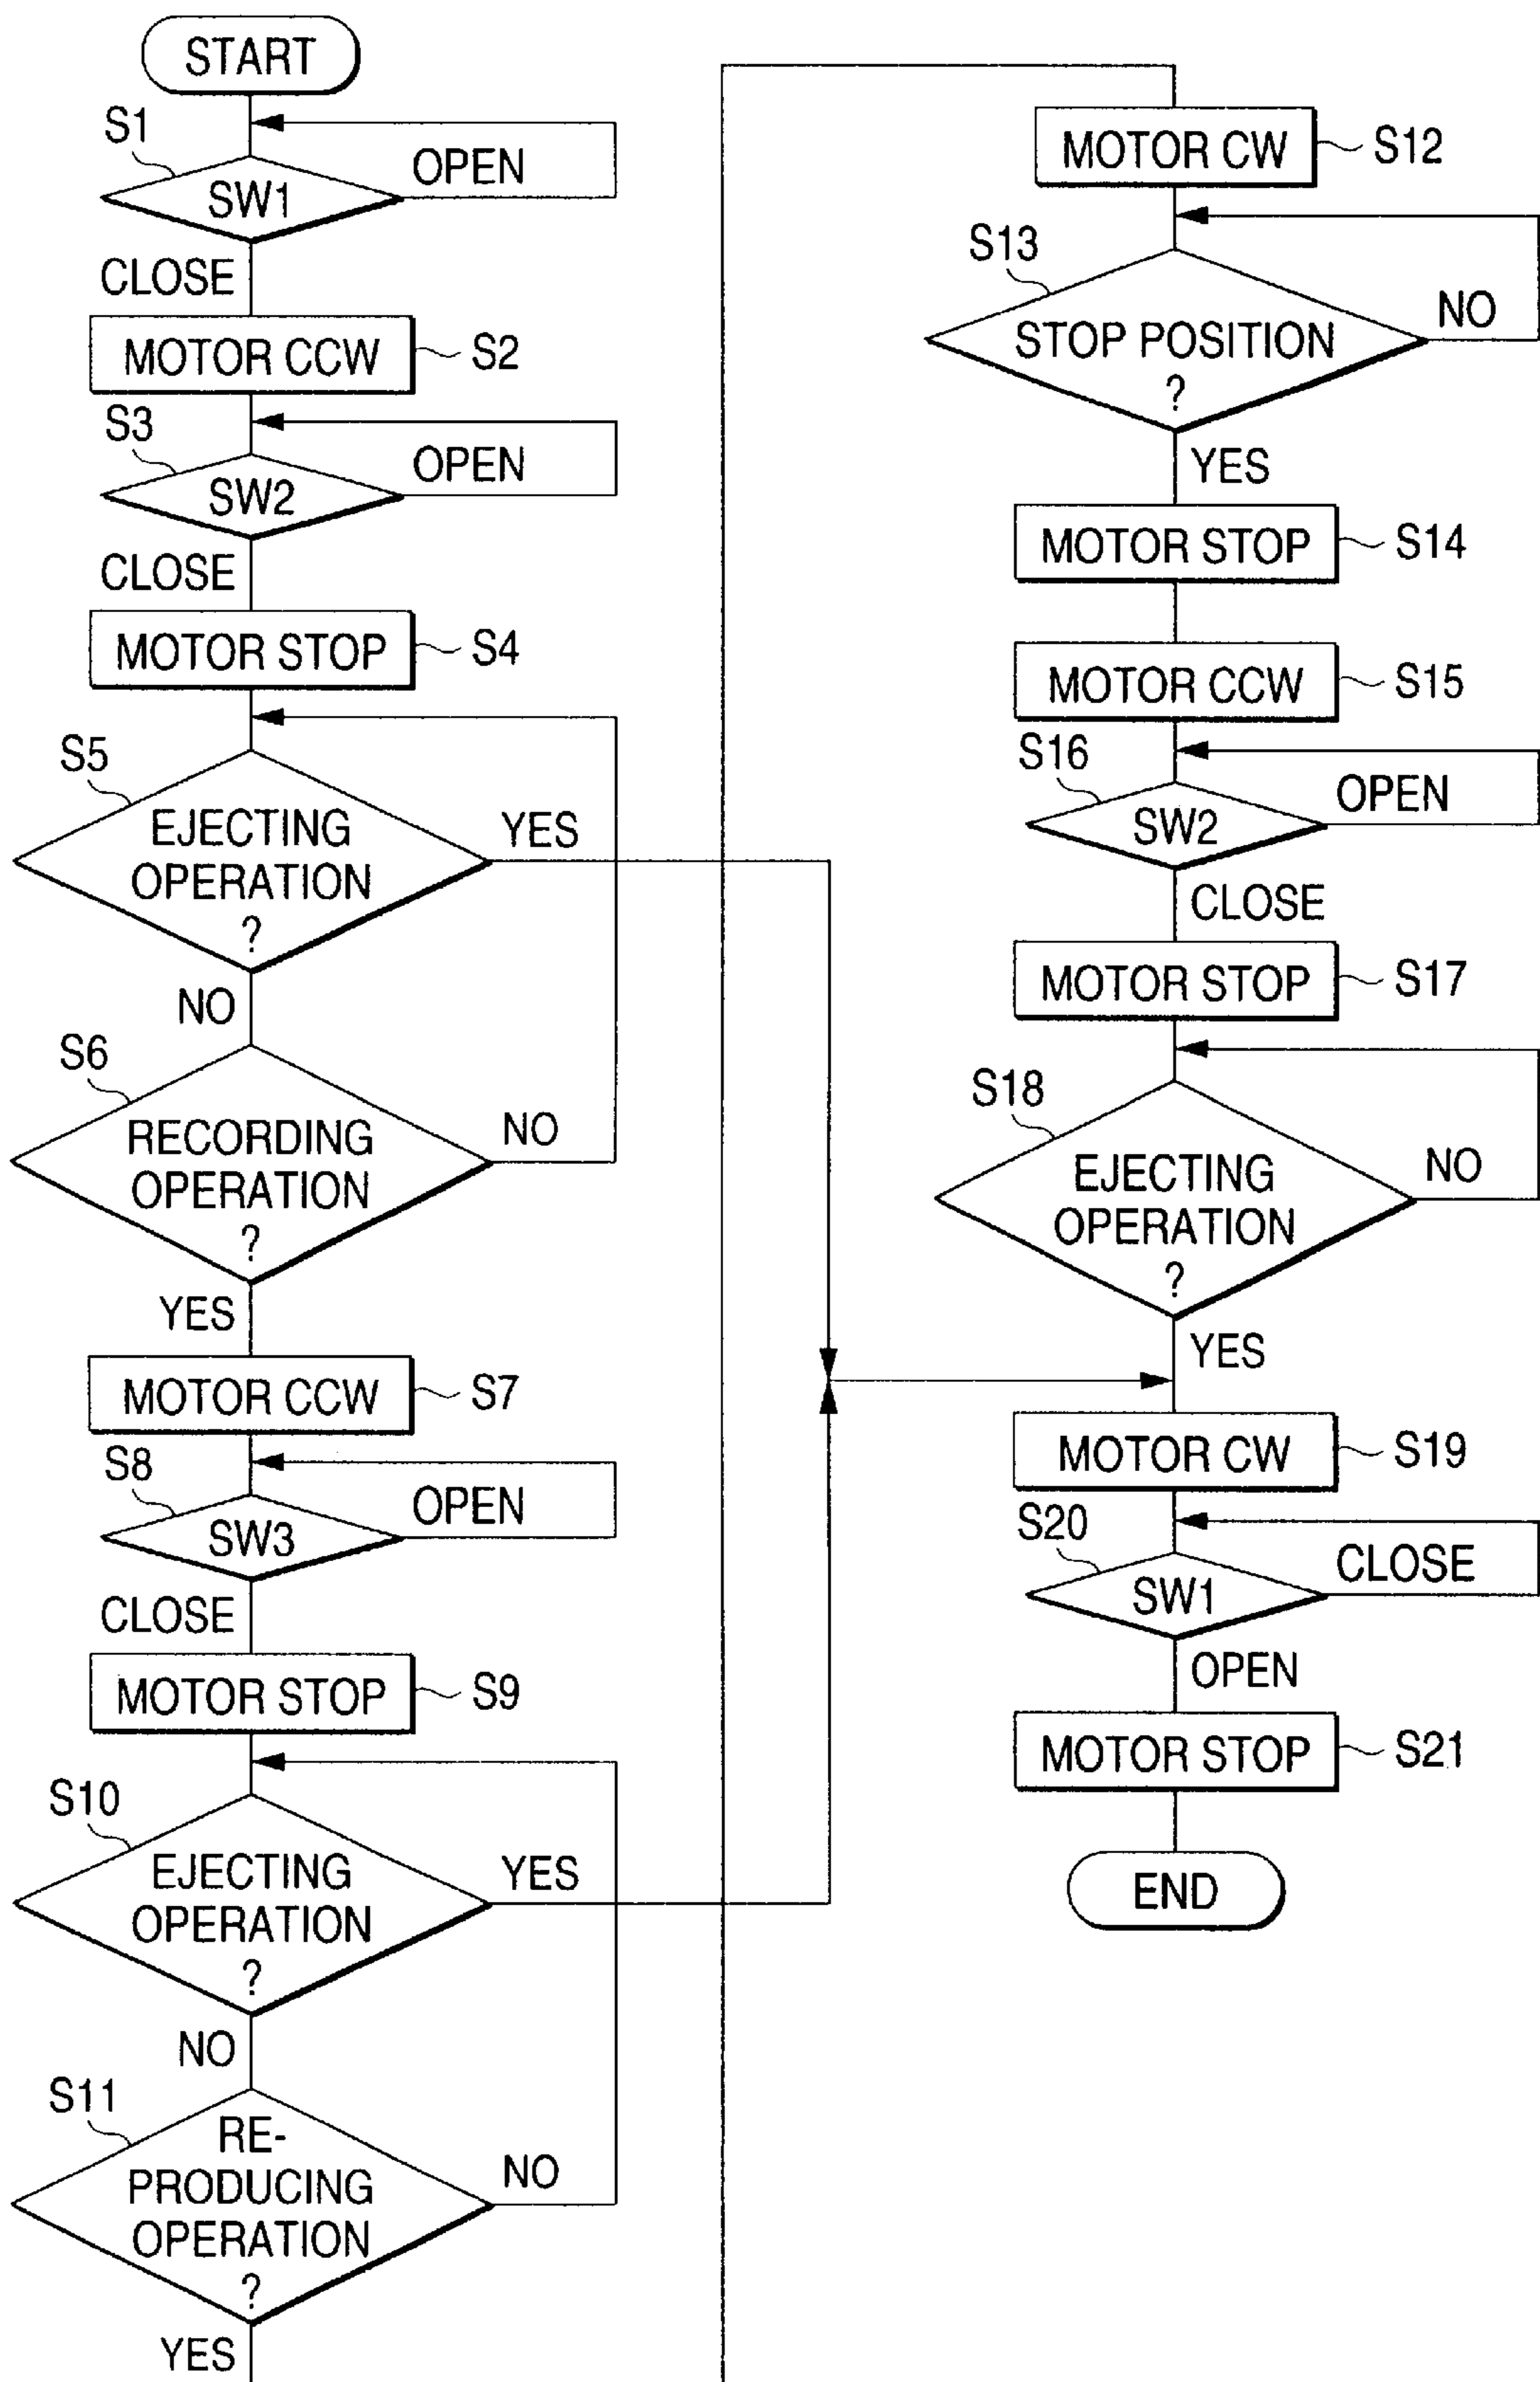 START
S1
SW1
OPEN
CLOSE
MOTOR CCW
S2
S3
SW2
OPEN
CLOSE
MOTOR STOP
S4
S5
EJECTING
OPERATION
?
YES
NO
S6
RECORDING
OPERATION
?
NO
YES
MOTOR CCW
S7
S8
SW3
OPEN
CLOSE
MOTOR STOP
S9
S10
EJECTING
OPERATION
?
YES
NO
S11
RE-
PRODUCING
OPERATION
?
NO
YES
MOTOR CW
S12
S13
STOP POSITION
?
NO
YES
MOTOR STOP
S14
MOTOR CCW
S15
S16
SW2
OPEN
CLOSE
MOTOR STOP
S17
S18
EJECTING
OPERATION
?
NO
YES
MOTOR CW
S19
S20
SW1
CLOSE
OPEN
MOTOR STOP
S21
END